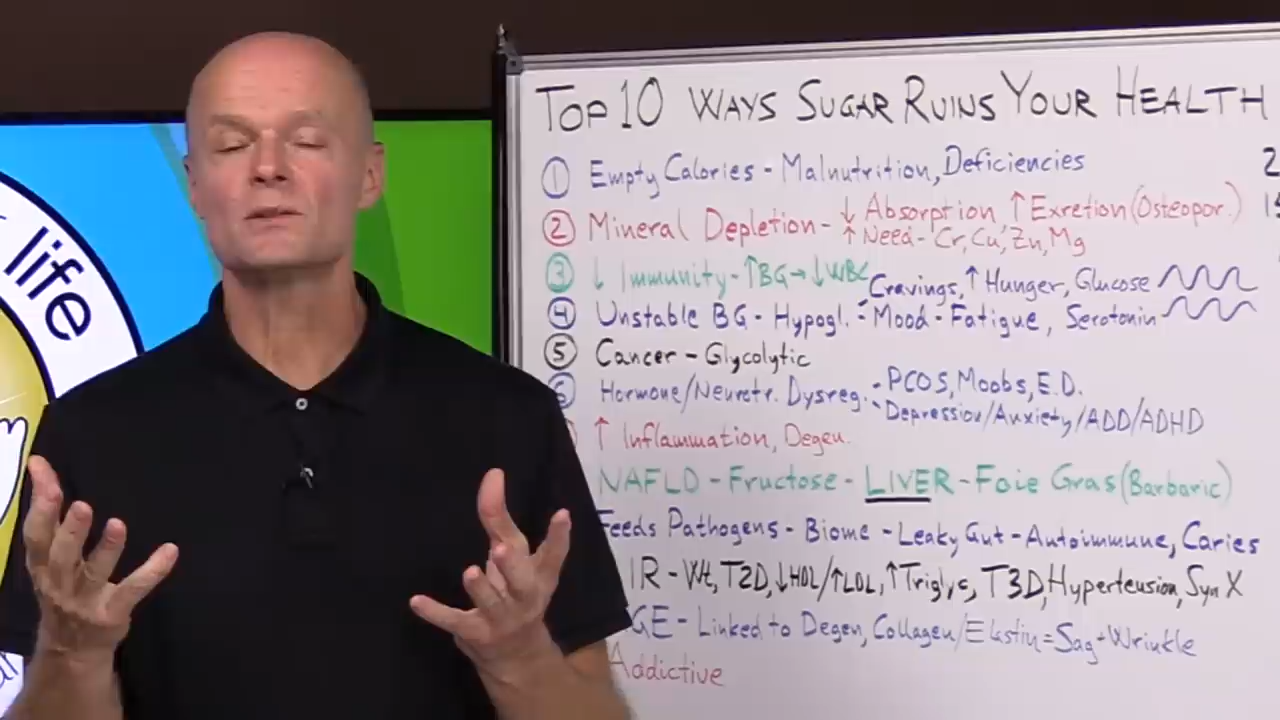 TOP 10 WAYS SUGAR RUINS YOUR HEALTH
① Empty Calories - Malnutrition, Deficiencies
② Mineral Depletion - ↓ Absorption, ↑ Exretion (Osteopor.)
↑ Need - Cr, Cu, Zn, Mg
③ ↓ Immunity - ↑BG → ↓WBC
Cravings, ↑ Hunger, Glucose
④ Unstable BG - Hypogl. - Mood - Fatigue, Serotonin
⑤ Cancer - Glycolytic
⑥ Hormone/Neurotr. Dysreg. - PCOS, Moobs, E.D.
- Depression/Anxiety/ADD/ADHD
↑ Inflammation, Degen.
NAFLD - Fructose - LIVER - Foie Gras (Barbaric)
Feeds Pathogens - Biome - Leaky Gut - Autoimmune, Caries
IR - Wt, T2D, ↓HDL/↑LDL, ↑Triglyc, T3D, Hypertension, Syn X
GE - Linked to Degen, Collagen/Elastin = Sag + Wrinkle
Addictive
life